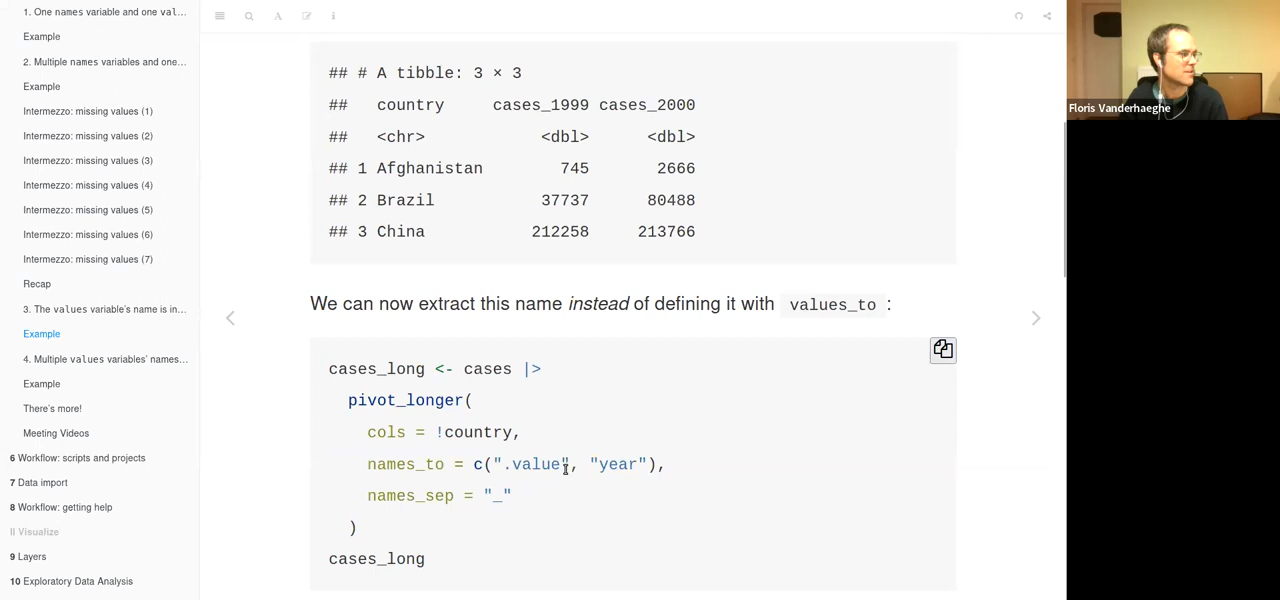 1. One names variable and one val...
Example
2. Multiple names variables and one...
Example
Intermezzo: missing values (1)
Intermezzo: missing values (2)
Intermezzo: missing values (3)
Intermezzo: missing values (4)
Intermezzo: missing values (5)
Intermezzo: missing values (6)
Intermezzo: missing values (7)
Recap
3. The values variable's name is in...
Example
4. Multiple values variables' names...
Example
There's more!
Meeting Videos
6 Workflow: scripts and projects
7 Data import
8 Workflow: getting help
II Visualize
9 Layers
10 Exploratory Data Analysis
## # A tibble: 3 × 3
## country cases_1999 cases_2000
## <chr> <dbl> <dbl>
## 1 Afghanistan 745 2666
## 2 Brazil 37737 80488
## 3 China 212258 213766
We can now extract this name instead of defining it with values_to :
cases_long <- cases |>
pivot_longer(
cols = !country,
names_to = c(".value", "year"),
names_sep = "_"
)
cases_long
Floris Vanderhaeghe